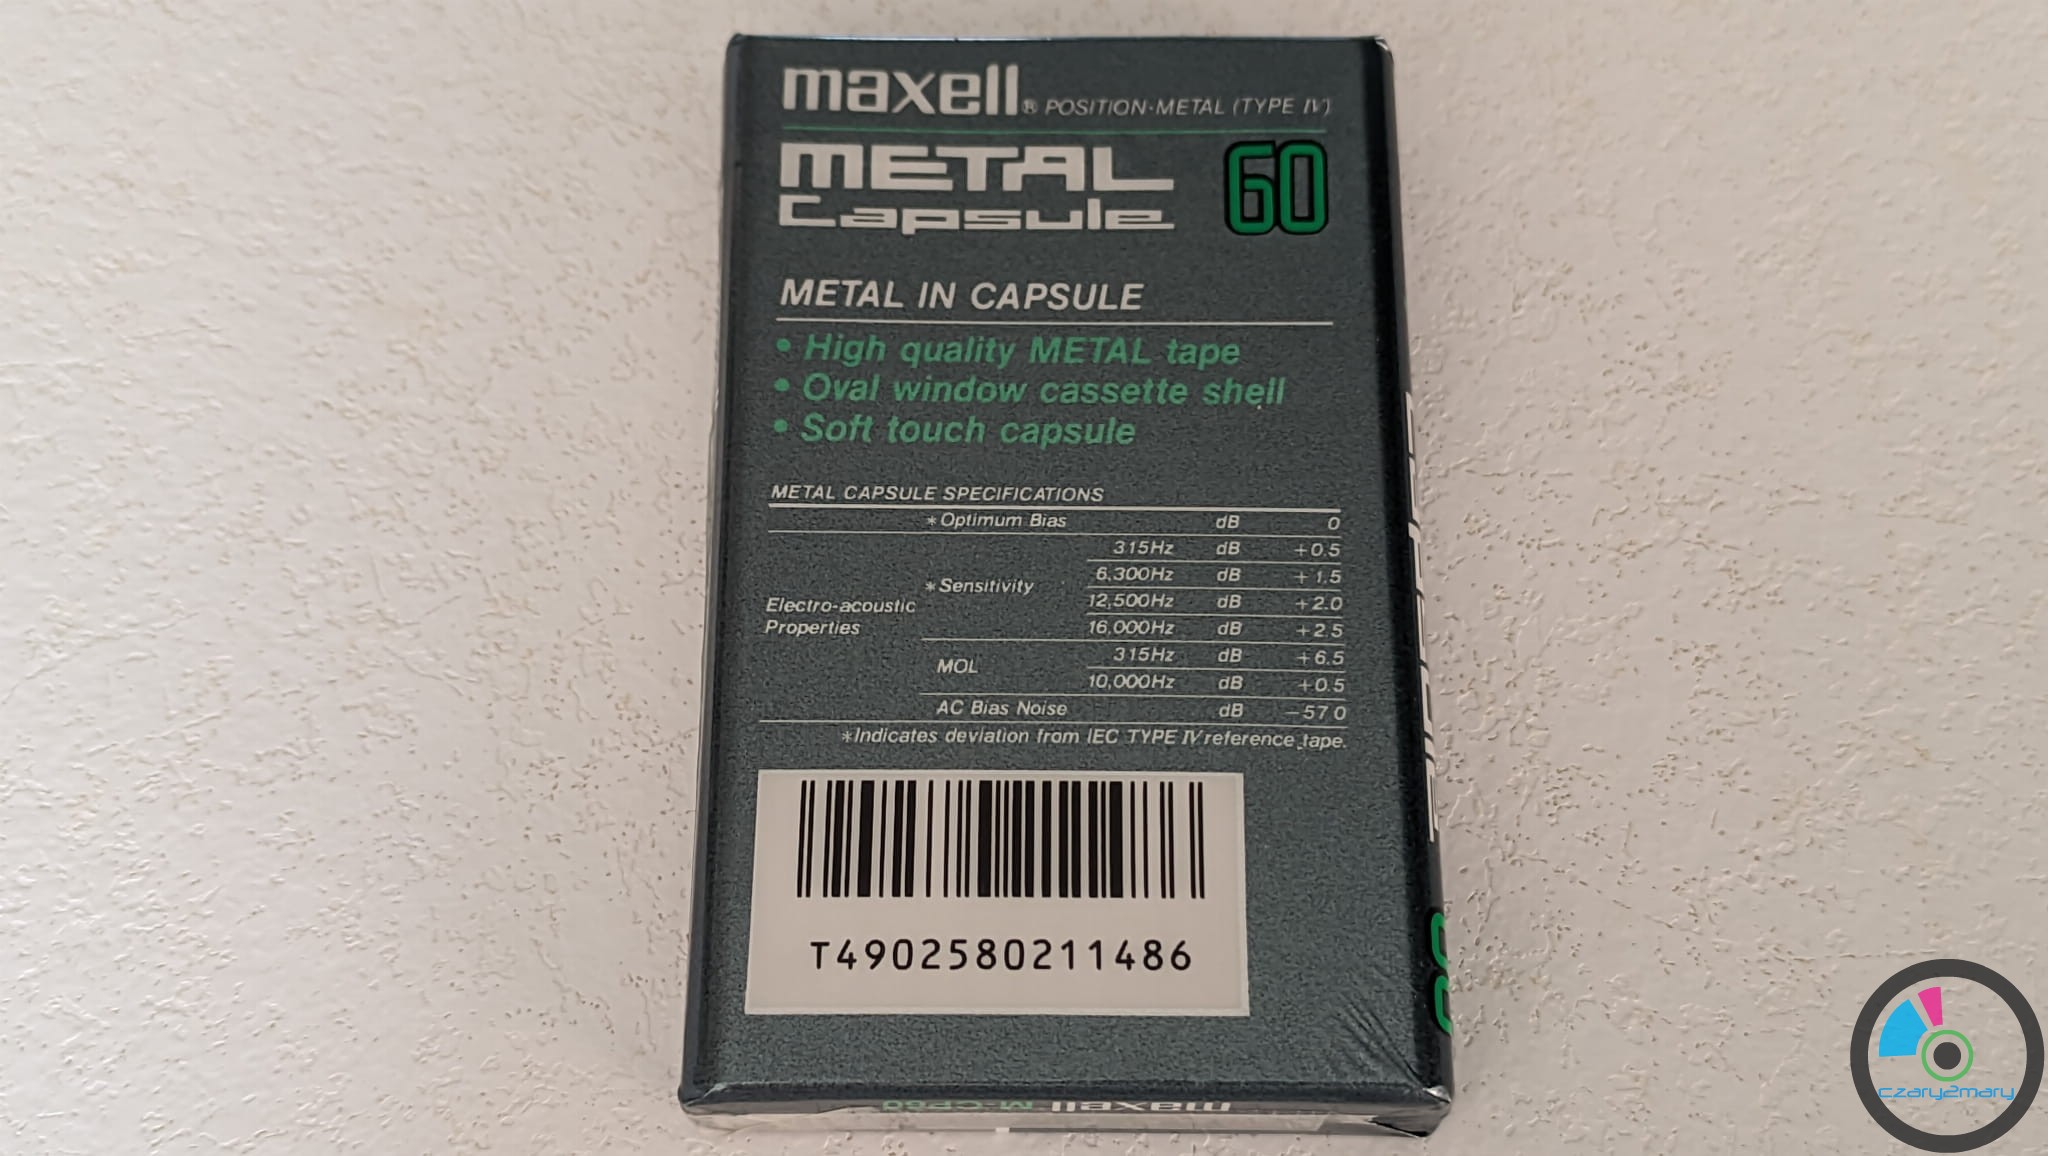 maxell® POSITION·METAL (TYPE IV)
METAL
Capsule 60
METAL IN CAPSULE
• High quality METAL tape
• Oval window cassette shell
• Soft touch capsule
METAL CAPSULE SPECIFICATIONS
*Optimum Bias dB 0
315Hz dB +0.5
6,300Hz dB +1.5
*Sensitivity
12,500Hz dB +2.0
Electro-acoustic
Properties
16,000Hz dB +2.5
315Hz dB +6.5
MOL
10,000Hz dB +0.5
AC Bias Noise dB -57.0
*Indicates deviation from IEC TYPE IV reference tape.
T4902580211486
maxell M-CP60
60
czary2mary